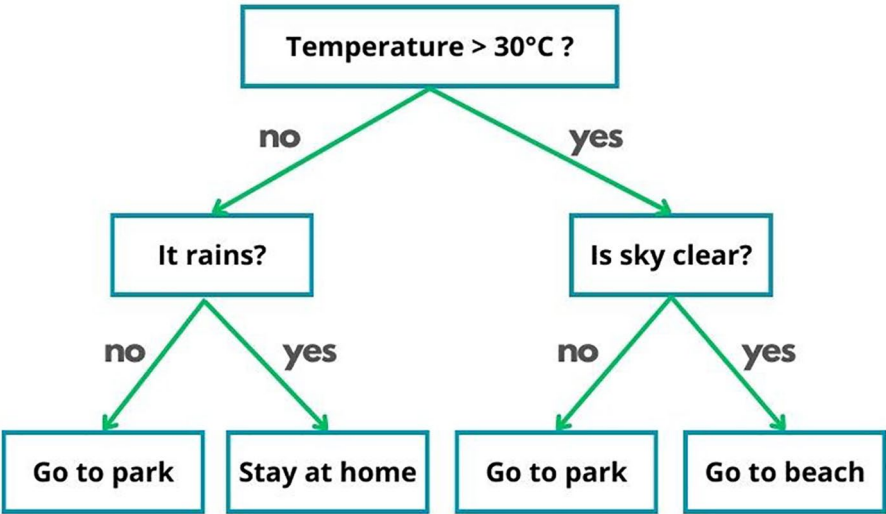 Temperature > 30°C ?
no
yes
It rains?
Is sky clear?
no
yes
no
yes
Go to park
Stay at home
Go to park
Go to beach